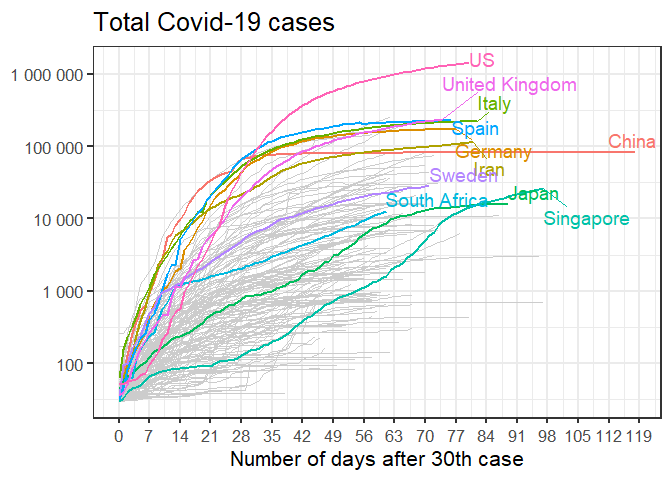 Total Covid-19 cases
1 000 000
100 000
10 000
1 000
100
US
United Kingdom
Italy
Spain
China
Germany
Iran
Sweden
South Africa
Japan
Singapore
0 7 14 21 28 35 42 49 56 63 70 77 84 91 98 105 112 119
Number of days after 30th case